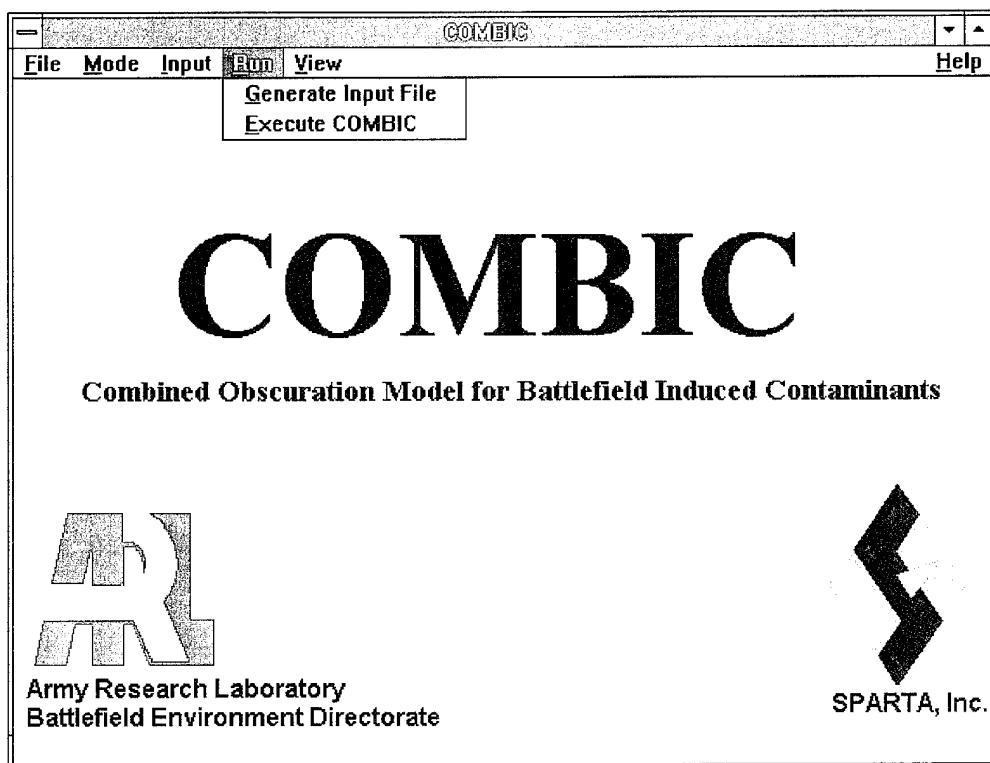 COMBIC
File Mode Input Run View Help
Generate Input File
Execute COMBIC
COMBIC
Combined Obscuration Model for Battlefield Induced Contaminants
ARL
Army Research Laboratory
Battlefield Environment Directorate
SPARTA, Inc.